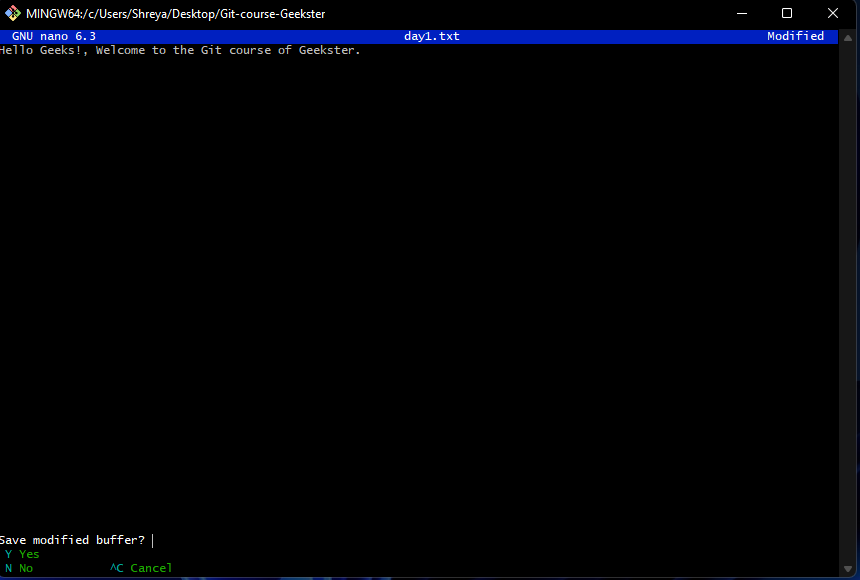 MINGW64:/c/Users/Shreya/Desktop/Git-course-Geekster
GNU nano 6.3 day1.txt Modified
Hello Geeks!, Welcome to the Git course of Geekster.
Save modified buffer?
Y Yes
N No ^C Cancel